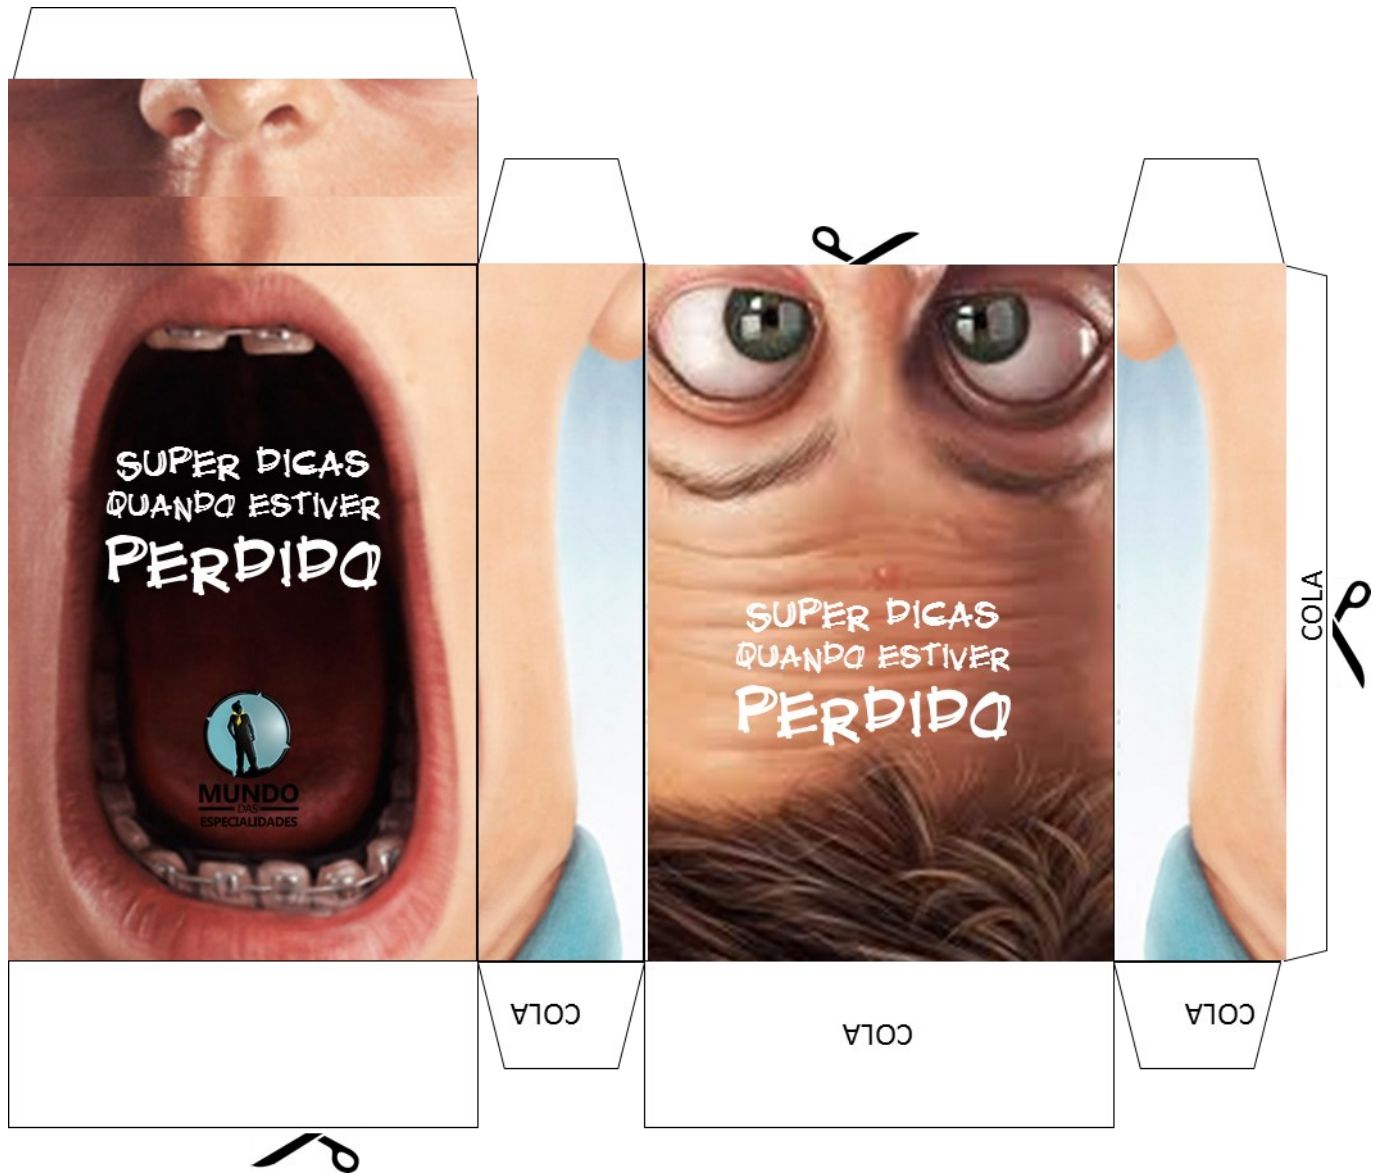 SUPER DICAS
QUANDO ESTIVER
PERDIDO
MUNDO
DAS
ESPECIALIDADES
SUPER DICAS
QUANDO ESTIVER
PERDIDO
COLA
COLA
COLA
COLA